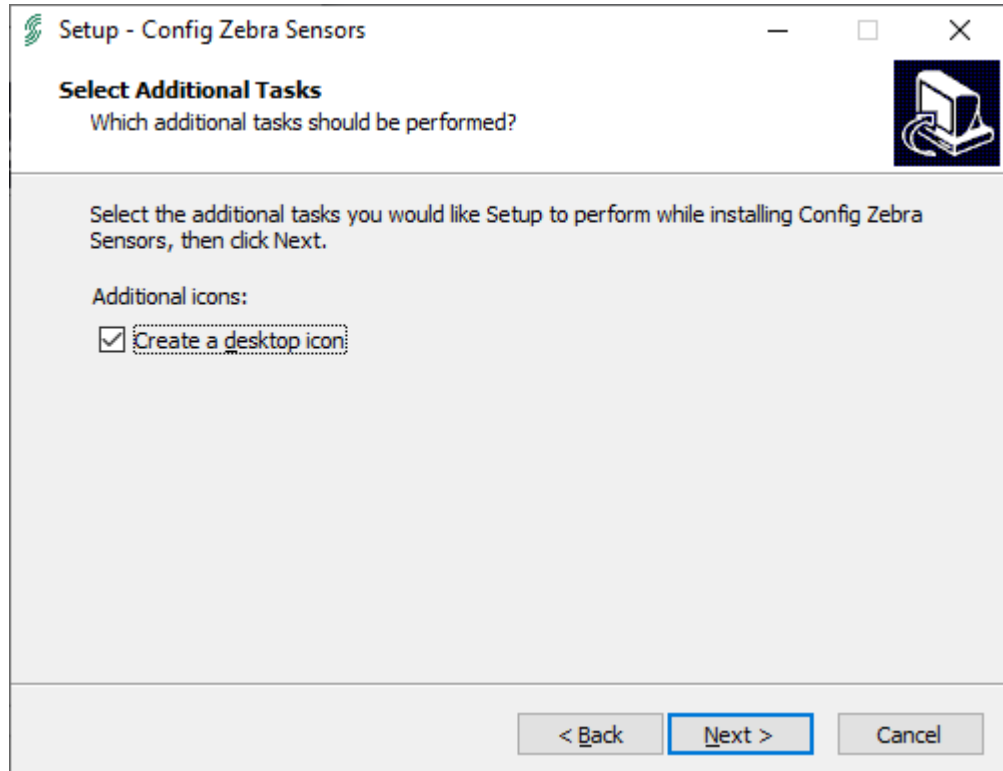 Setup - Config Zebra Sensors
Select Additional Tasks
Which additional tasks should be performed?
Select the additional tasks you would like Setup to perform while installing Config Zebra
Sensors, then click Next.
Additional icons:
Create a desktop icon
< Back
Next >
Cancel